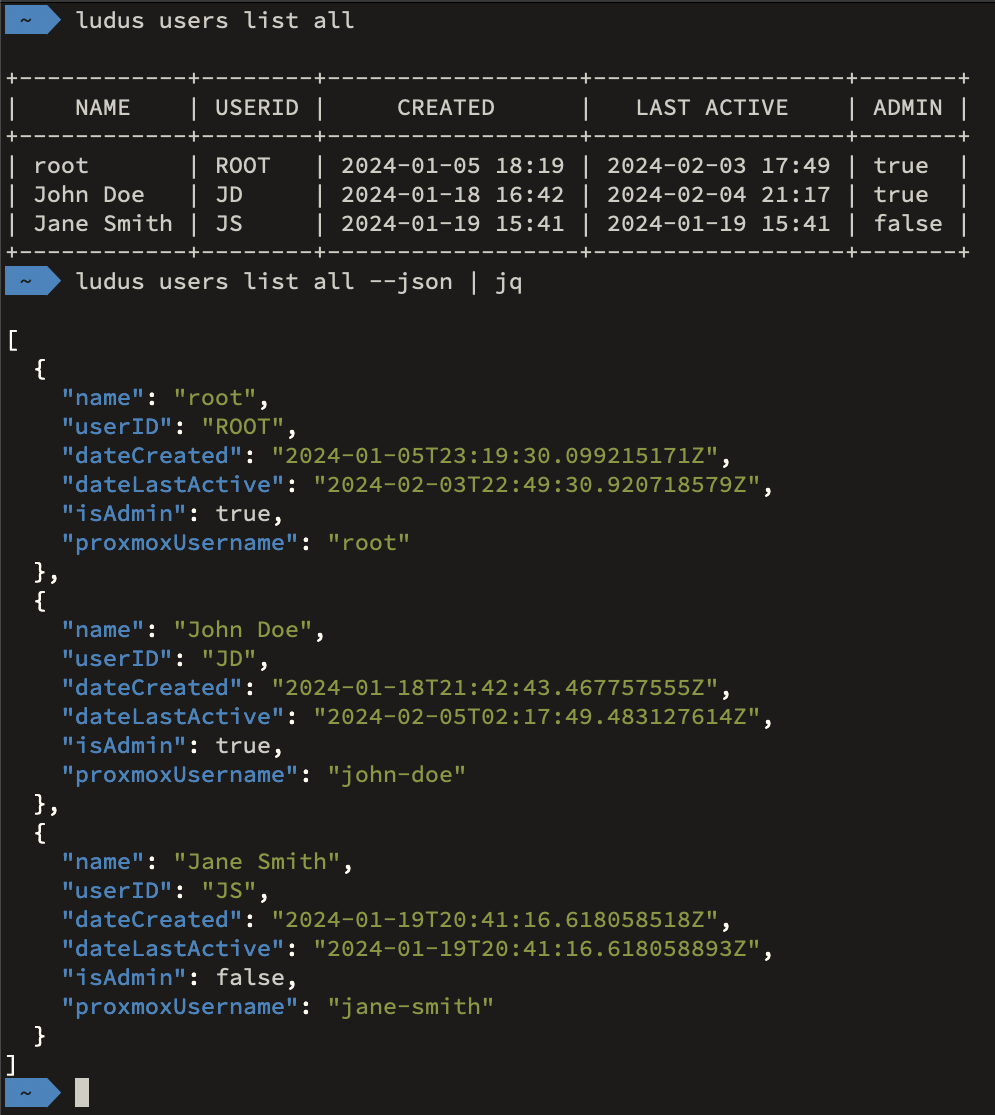 ~ ludus users list all
+------------+--------+------------------+------------------+-------+
|    NAME    | USERID |     CREATED      |   LAST ACTIVE    | ADMIN |
+------------+--------+------------------+------------------+-------+
| root       | ROOT   | 2024-01-05 18:19 | 2024-02-03 17:49 | true  |
| John Doe   | JD     | 2024-01-18 16:42 | 2024-02-04 21:17 | true  |
| Jane Smith | JS     | 2024-01-19 15:41 | 2024-01-19 15:41 | false |
+------------+--------+------------------+------------------+-------+
~ ludus users list all --json | jq
[
  {
    "name": "root",
    "userID": "ROOT",
    "dateCreated": "2024-01-05T23:19:30.099215171Z",
    "dateLastActive": "2024-02-03T22:49:30.920718579Z",
    "isAdmin": true,
    "proxmoxUsername": "root"
  },
  {
    "name": "John Doe",
    "userID": "JD",
    "dateCreated": "2024-01-18T21:42:43.467757555Z",
    "dateLastActive": "2024-02-05T02:17:49.483127614Z",
    "isAdmin": true,
    "proxmoxUsername": "john-doe"
  },
  {
    "name": "Jane Smith",
    "userID": "JS",
    "dateCreated": "2024-01-19T20:41:16.618058518Z",
    "dateLastActive": "2024-01-19T20:41:16.618058893Z",
    "isAdmin": false,
    "proxmoxUsername": "jane-smith"
  }
]
~